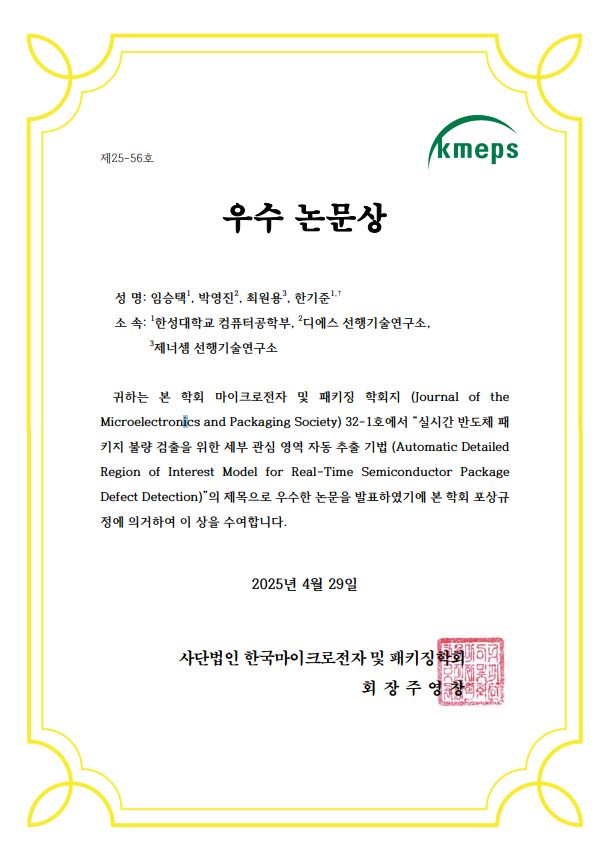 kmeps
제25-56호
우수 논문상
성 명: 임승택1, 박영진2, 최원용3, 한기준1,†
소 속: 1한성대학교 컴퓨터공학부, 2디에스 선행기술연구소,
3제너셈 선행기술연구소
귀하는 본 학회 마이크로전자 및 패키징 학회지 (Journal of the
Microelectronics and Packaging Society) 32-1호에서 “실시간 반도체 패
키지 불량 검출을 위한 세부 관심 영역 자동 추출 기법 (Automatic Detailed
Region of Interest Model for Real-Time Semiconductor Package
Defect Detection)”의 제목으로 우수한 논문을 발표하였기에 본 학회 포상규
정에 의거하여 이 상을 수여합니다.
2025년 4월 29일
사단법인 한국마이크로전자 및 패키징학회
회 장 주 영 창